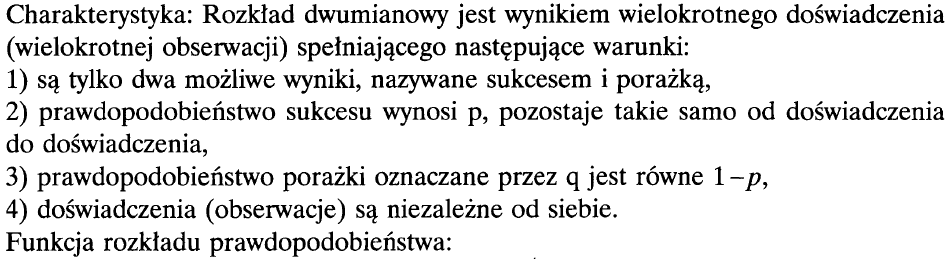 Charakterystyka: Rozkład dwumianowy jest wynikiem wielokrotnego doświadczenia
(wielokrotnej obserwacji) spełniającego następujące warunki:
1) są tylko dwa możliwe wyniki, nazywane sukcesem i porażką,
2) prawdopodobieństwo sukcesu wynosi p, pozostaje takie samo od doświadczenia
do doświadczenia,
3) prawdopodobieństwo porażki oznaczane przez q jest równe 1−p,
4) doświadczenia (obserwacje) są niezależne od siebie.
Funkcja rozkładu prawdopodobieństwa: